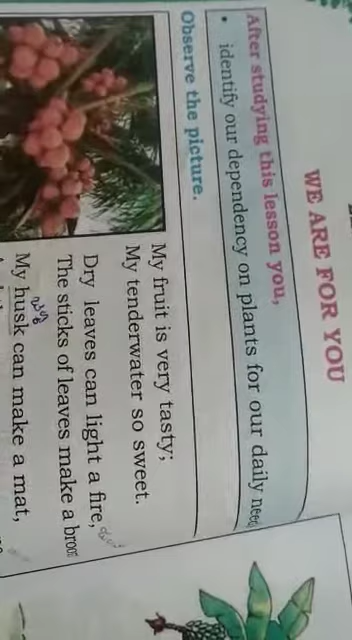 WE ARE FOR YOU
After studying this lesson you,
• identify our dependency on plants for our daily
Observe the picture.
My fruit is very tasty;
My tenderwater so sweet.
Dry leaves can light a fire,
The sticks of leaves make a
My husk can make a mat,